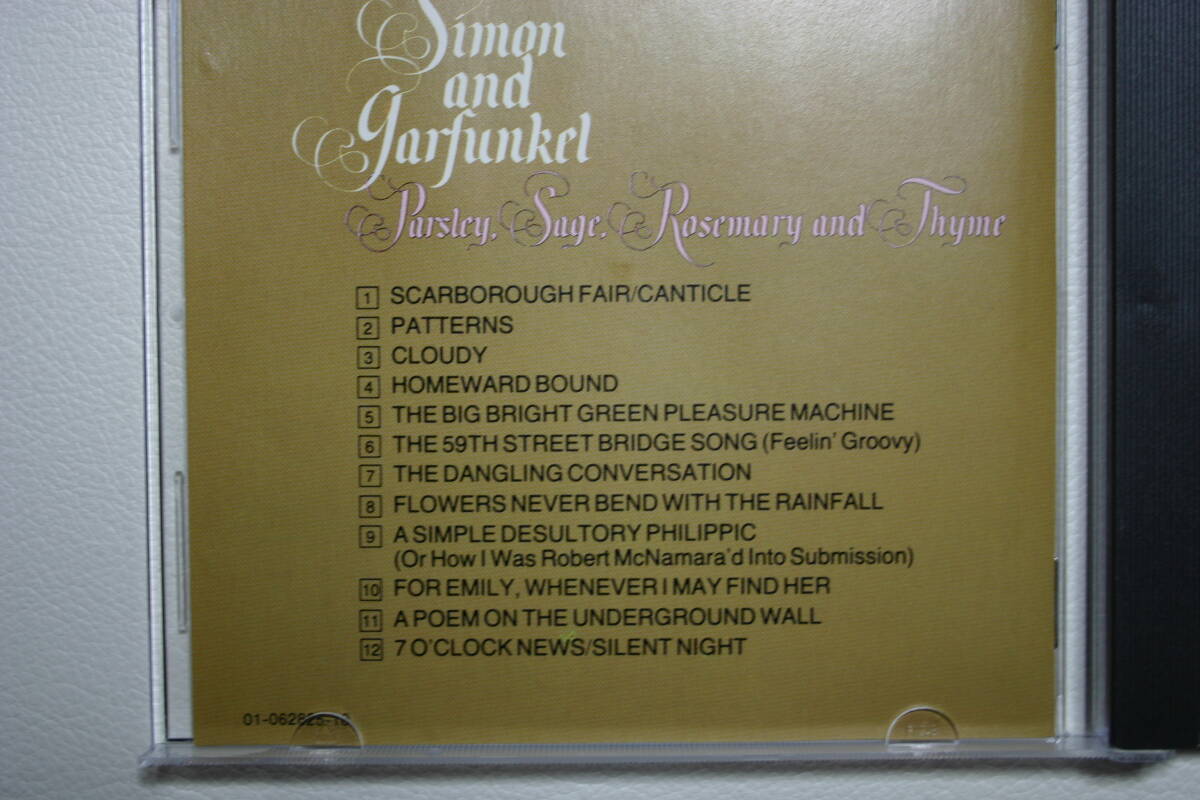 Simon
and
Garfunkel
Parsley, Sage, Rosemary and Thyme
1 SCARBOROUGH FAIR/CANTICLE
2 PATTERNS
3 CLOUDY
4 HOMEWARD BOUND
5 THE BIG BRIGHT GREEN PLEASURE MACHINE
6 THE 59TH STREET BRIDGE SONG (Feelin' Groovy)
7 THE DANGLING CONVERSATION
8 FLOWERS NEVER BEND WITH THE RAINFALL
9 A SIMPLE DESULTORY PHILIPPIC
(Or How I Was Robert McNamara'd Into Submission)
10 FOR EMILY, WHENEVER I MAY FIND HER
11 A POEM ON THE UNDERGROUND WALL
12 7 O'CLOCK NEWS/SILENT NIGHT